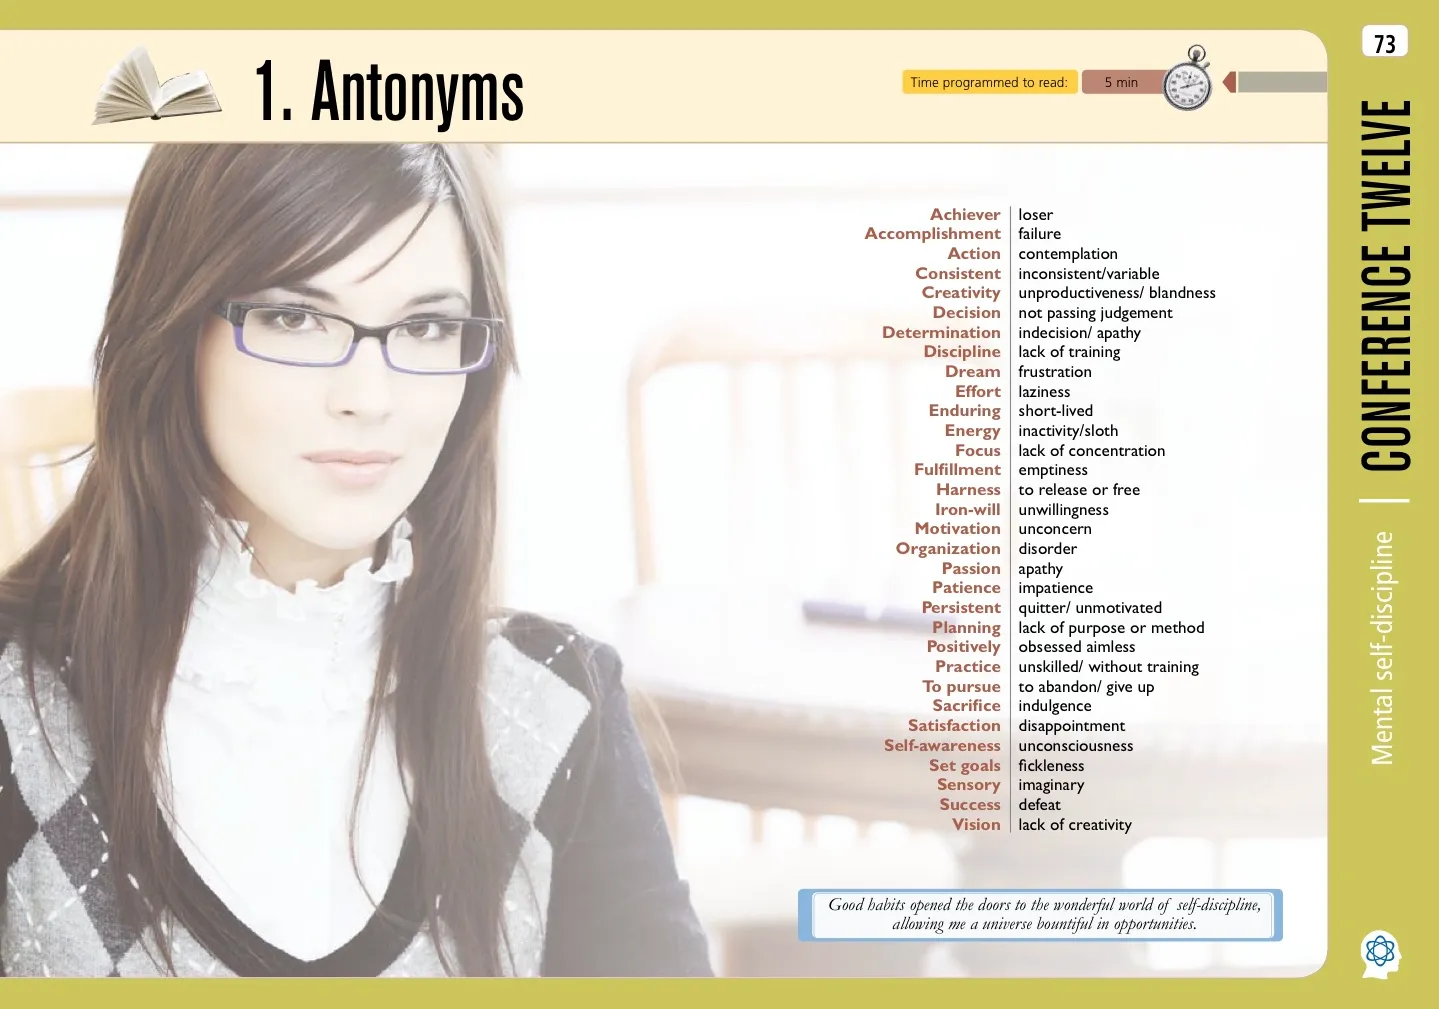 1. Antonyms
Time programmed to read: 5 min
73
CONFERENCE TWELVE
Mental self-discipline
Achiever loser
Accomplishment failure
Action contemplation
Consistent inconsistent/variable
Creativity unproductiveness/ blandness
Decision not passing judgement
Determination indecision/ apathy
Discipline lack of training
Dream frustration
Effort laziness
Enduring short-lived
Energy inactivity/sloth
Focus lack of concentration
Fulfillment emptiness
Harness to release or free
Iron-will unwillingness
Motivation unconcern
Organization disorder
Passion apathy
Patience impatience
Persistent quitter/ unmotivated
Planning lack of purpose or method
Positively obsessed aimless
Practice unskilled/ without training
To pursue to abandon/ give up
Sacrifice indulgence
Satisfaction disappointment
Self-awareness unconsciousness
Set goals fickleness
Sensory imaginary
Success defeat
Vision lack of creativity
Good habits opened the doors to the wonderful world of self-discipline,
allowing me a universe bountiful in opportunities.